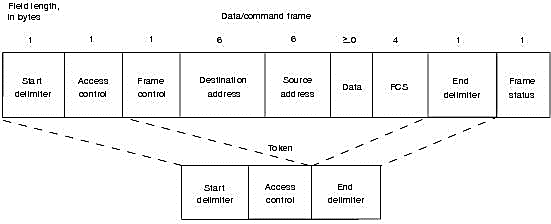 Field length,
in bytes
Data/command frame
1 1 1 6 6 ≥0 4 1 1
Start delimiter
Access control
Frame control
Destination address
Source address
Data
FCS
End delimiter
Frame status
Token
Start delimiter
Access control
End delimiter